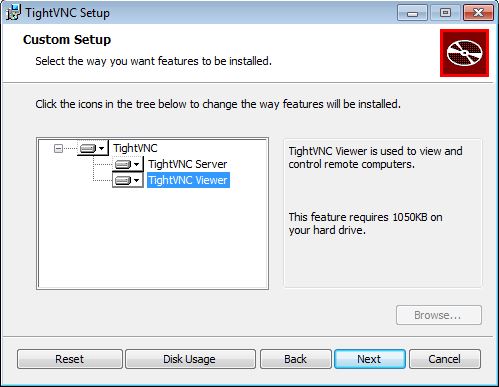 TightVNC Setup
Custom Setup
Select the way you want features to be installed.
Click the icons in the tree below to change the way features will be installed.
TightVNC
TightVNC Server
TightVNC Viewer
TightVNC Viewer is used to view and
control remote computers.
This feature requires 1050KB on
your hard drive.
Browse...
Reset Disk Usage Back Next Cancel